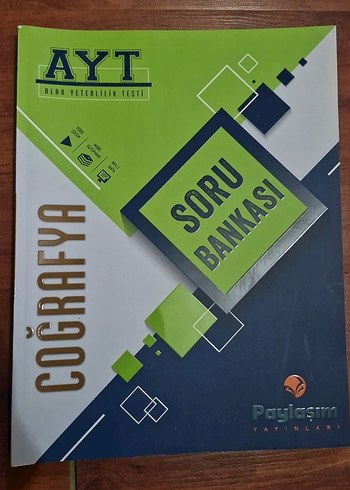 AYT
ALAN YETERLİLİK TESTİ
SORU
BANKASI
COĞRAFYA
Paylaşım
YAYINLARI